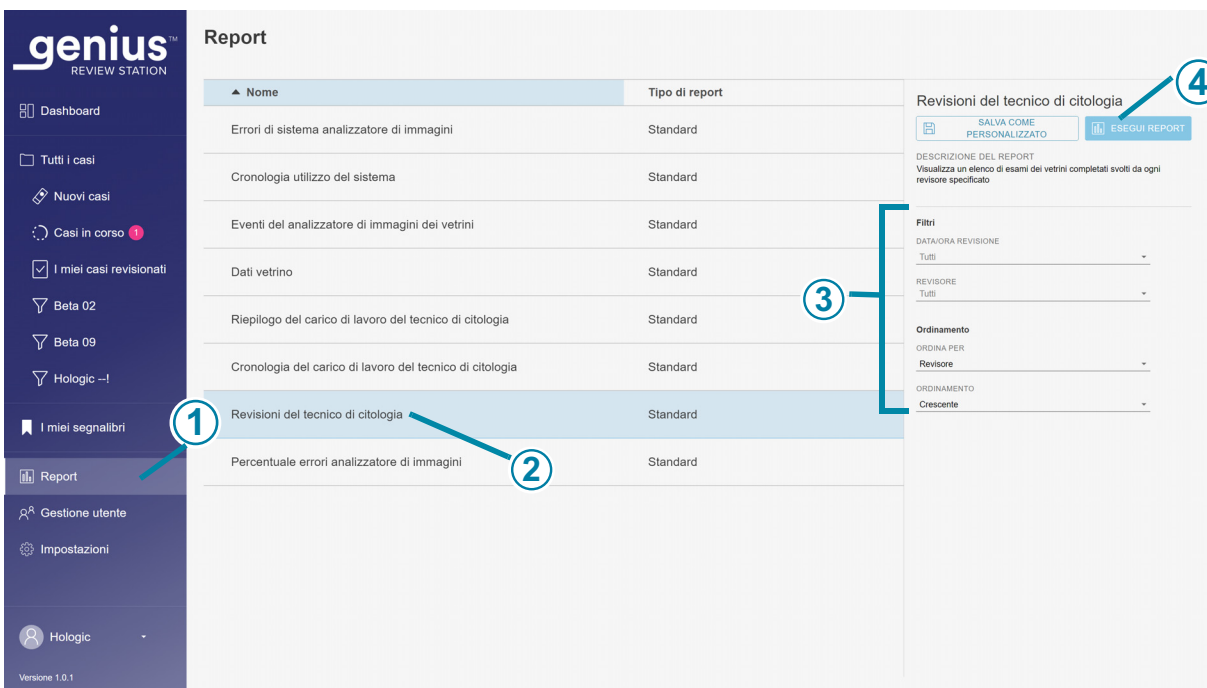 genius™
REVIEW STATION
Dashboard
Tutti i casi
Nuovi casi
Casi in corso 1
I miei casi revisionati
Beta 02
Beta 09
Hologic --!
I miei segnalibri
Report
Gestione utente
Impostazioni
Hologic
Versione 1.0.1
Report
Nome Tipo di report
Errori di sistema analizzatore di immagini Standard
Cronologia utilizzo del sistema Standard
Eventi del analizzatore di immagini dei vetrini Standard
Dati vetrino Standard
Riepilogo del carico di lavoro del tecnico di citologia Standard
Cronologia del carico di lavoro del tecnico di citologia Standard
Revisioni del tecnico di citologia Standard
Percentuale errori analizzatore di immagini Standard
Revisioni del tecnico di citologia
SALVA COME
PERSONALIZZATO
ESEGUI REPORT
DESCRIZIONE DEL REPORT
Visualizza un elenco di esami dei vetrini completati svolti da ogni
revisore specificato
Filtri
DATA/ORA REVISIONE
Tutti
REVISORE
Tutti
Ordinamento
ORDINA PER
Revisore
ORDINAMENTO
Crescente
1
2
3
4